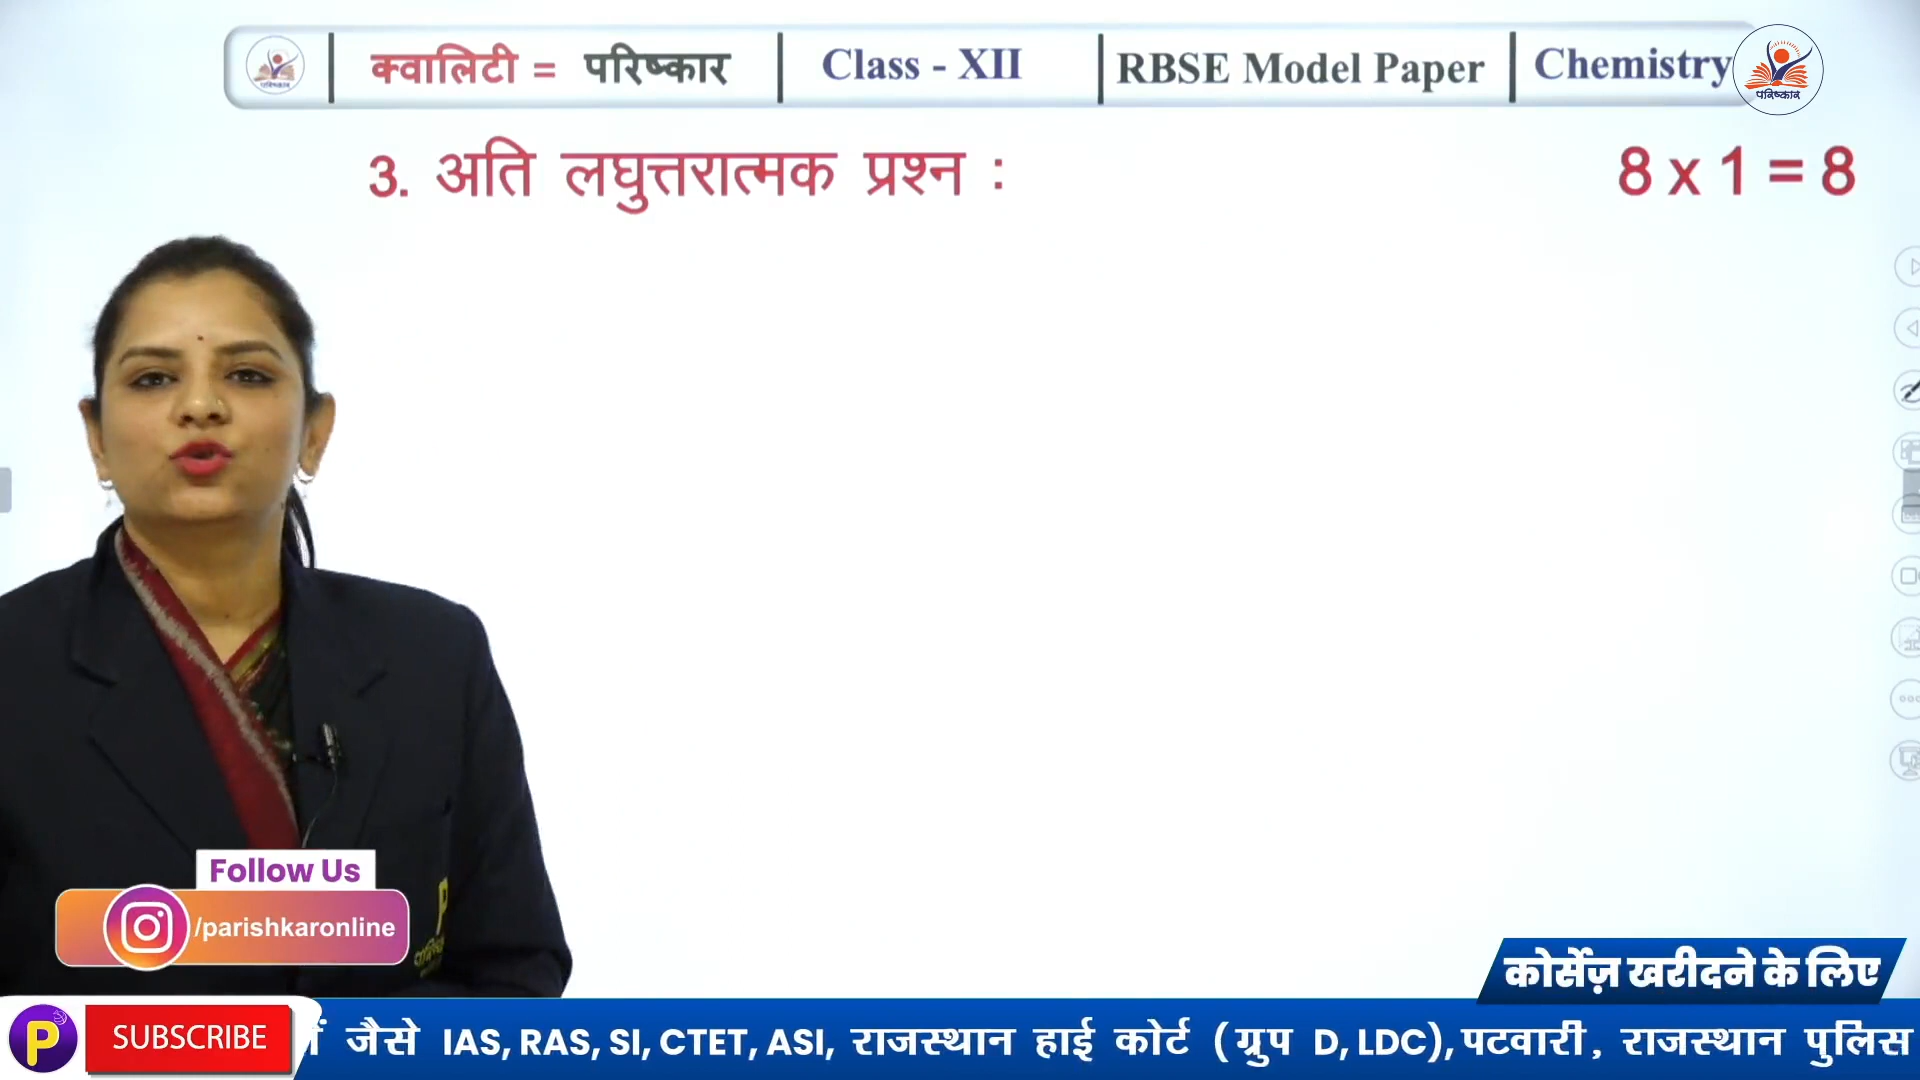 क्वालिटी = परिष्कार
Class - XII
RBSE Model Paper
Chemistry
परिष्कार
3. अति लघुत्तरात्मक प्रश्न :
8 x 1 = 8
Follow Us
/parishkaronline
कोर्सेज़ खरीदने के लिए
SUBSCRIBE
जैसे IAS, RAS, SI, CTET, ASI, राजस्थान हाई कोर्ट (ग्रुप D, LDC), पटवारी, राजस्थान पुलिस